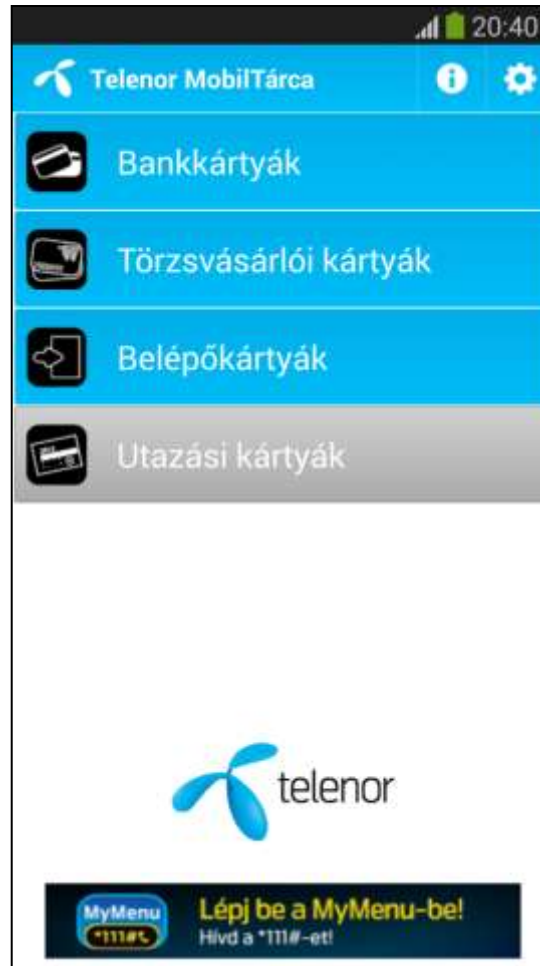 20:40
Telenor MobilTárca
Bankkártyák
Törzsvásárlói kártyák
Belépőkártyák
Utazási kártyák
telenor
MyMenu
*111#
Lépj be a MyMenu-be!
Hívd a *111#-et!